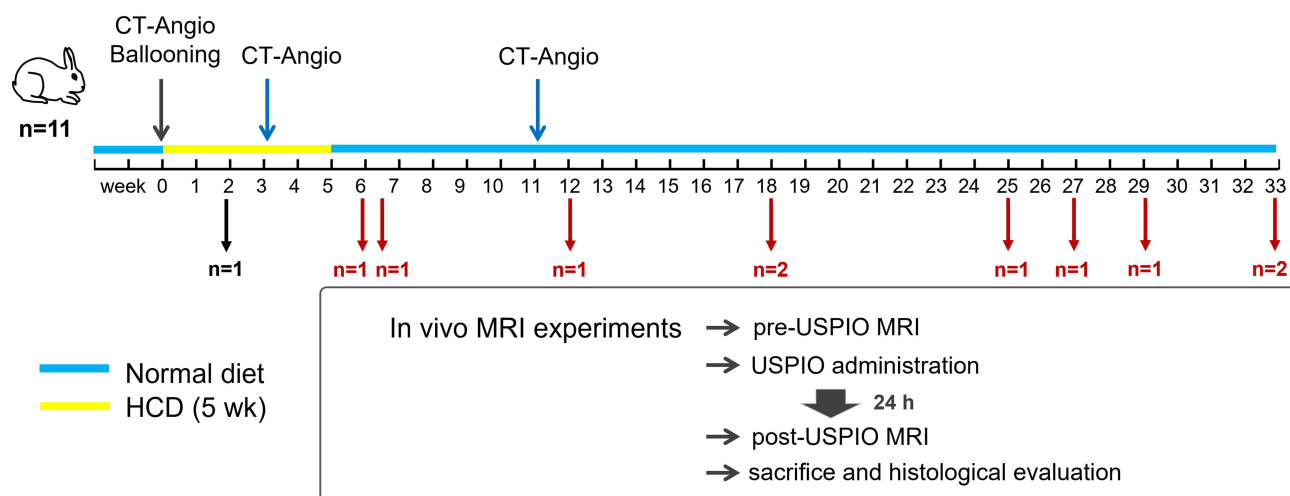 CT-Angio
Ballooning
CT-Angio
CT-Angio
n=11
week 0 1 2 3 4 5 6 7 8 9 10 11 12 13 14 15 16 17 18 19 20 21 22 23 24 25 26 27 28 29 30 31 32 33
n=1 n=1 n=1 n=1 n=2 n=1 n=1 n=1 n=2
In vivo MRI experiments pre-USPIO MRI
USPIO administration
24 h
post-USPIO MRI
sacrifice and histological evaluation
Normal diet
HCD (5 wk)